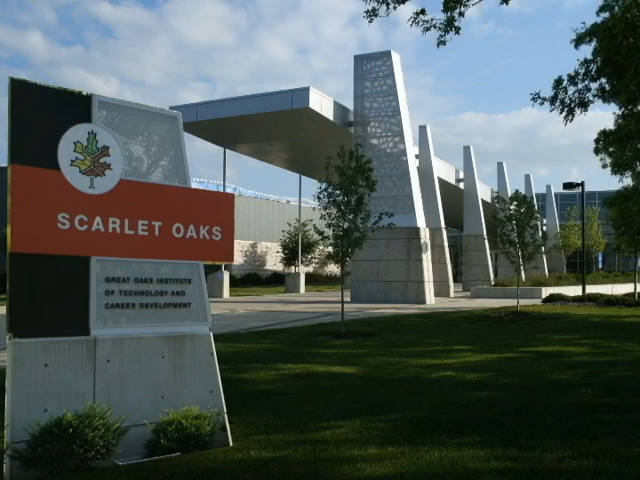 SCARLET OAKS
GREAT OAKS INSTITUTE
OF TECHNOLOGY AND
CAREER DEVELOPMENT